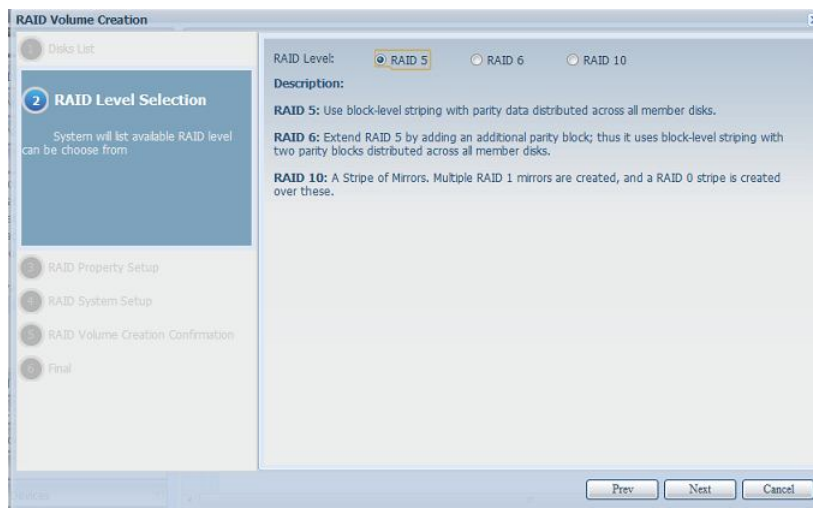 RAID Volume Creation
1 Disks List
2 RAID Level Selection
System will list available RAID level
can be choose from
3 RAID Property Setup
4 RAID System Setup
5 RAID Volume Creation Confirmation
6 Final
RAID Level: RAID 5 RAID 6 RAID 10
Description:
RAID 5: Use block-level striping with parity data distributed across all member disks.
RAID 6: Extend RAID 5 by adding an additional parity block; thus it uses block-level striping with
two parity blocks distributed across all member disks.
RAID 10: A Stripe of Mirrors. Multiple RAID 1 mirrors are created, and a RAID 0 stripe is created
over these.
Prev Next Cancel